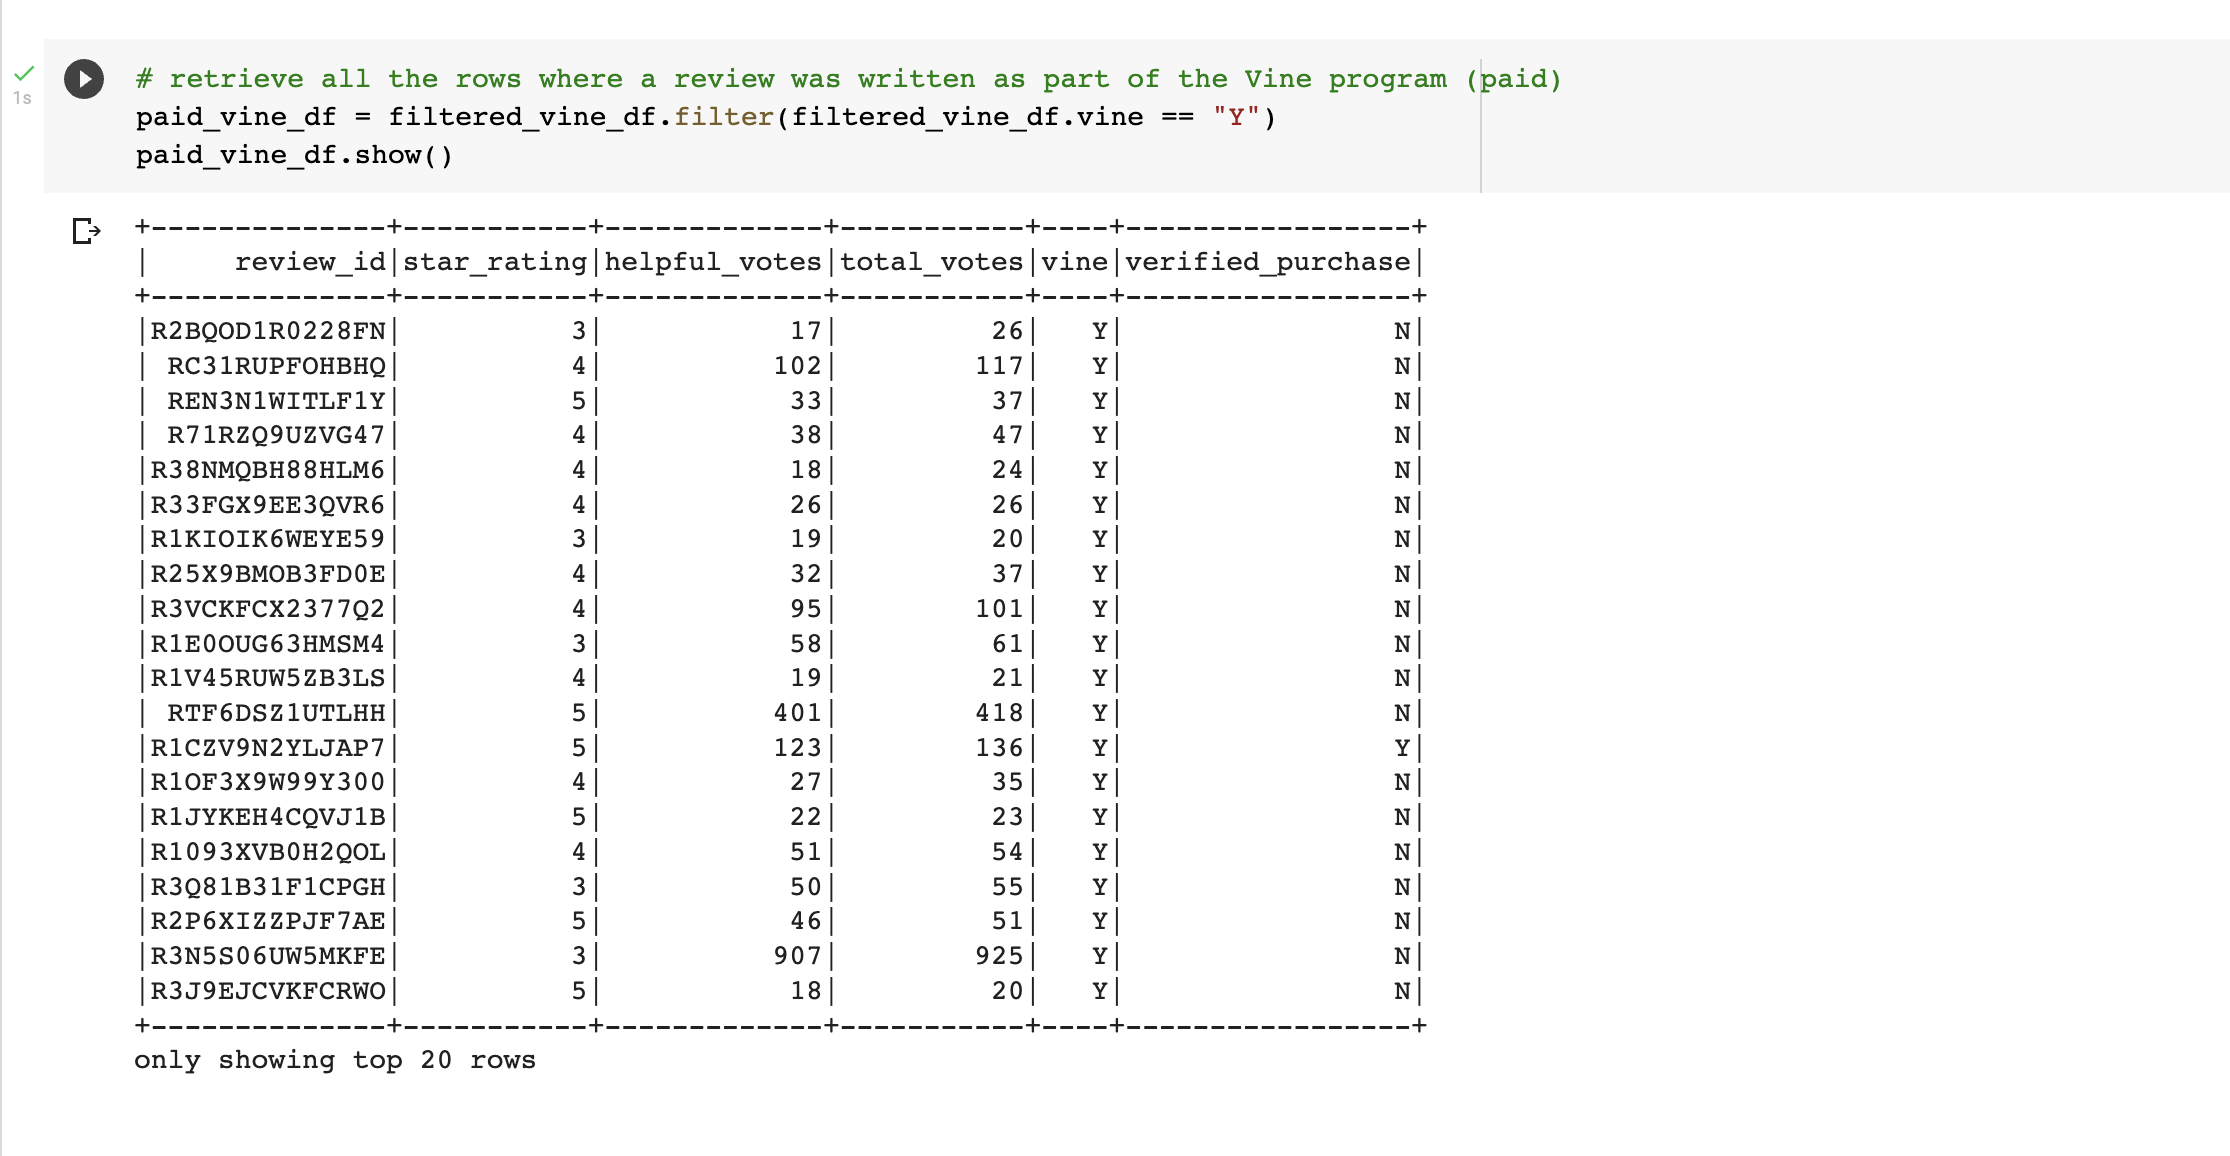 # retrieve all the rows where a review was written as part of the Vine program (paid)
1s
paid_vine_df = filtered_vine_df.filter(filtered_vine_df.vine == "Y")
paid_vine_df.show()
+--------------+-----------+-------------+-----------+----+-----------------+
|     review_id|star_rating|helpful_votes|total_votes|vine|verified_purchase|
+--------------+-----------+-------------+-----------+----+-----------------+
|R2BQOD1R0228FN|          3|           17|         26|   Y|                N|
| RC31RUPFOHBHQ|          4|          102|        117|   Y|                N|
| REN3N1WITLF1Y|          5|           33|         37|   Y|                N|
| R71RZQ9UZVG47|          4|           38|         47|   Y|                N|
|R38NMQBH88HLM6|          4|           18|         24|   Y|                N|
|R33FGX9EE3QVR6|          4|           26|         26|   Y|                N|
|R1KIOIK6WEYE59|          3|           19|         20|   Y|                N|
|R25X9BMOB3FD0E|          4|           32|         37|   Y|                N|
|R3VCKFCX2377Q2|          4|           95|        101|   Y|                N|
|R1E0OUG63HMSM4|          3|           58|         61|   Y|                N|
|R1V45RUW5ZB3LS|          4|           19|         21|   Y|                N|
| RTF6DSZ1UTLHH|          5|          401|        418|   Y|                N|
|R1CZV9N2YLJAP7|          5|          123|        136|   Y|                Y|
|R1OF3X9W99Y300|          4|           27|         35|   Y|                N|
|R1JYKEH4CQVJ1B|          5|           22|         23|   Y|                N|
|R1093XVB0H2QOL|          4|           51|         54|   Y|                N|
|R3Q81B31F1CPGH|          3|           50|         55|   Y|                N|
|R2P6XIZZPJF7AE|          5|           46|         51|   Y|                N|
|R3N5S06UW5MKFE|          3|          907|        925|   Y|                N|
|R3J9EJCVKFCRWO|          5|           18|         20|   Y|                N|
+--------------+-----------+-------------+-----------+----+-----------------+
only showing top 20 rows